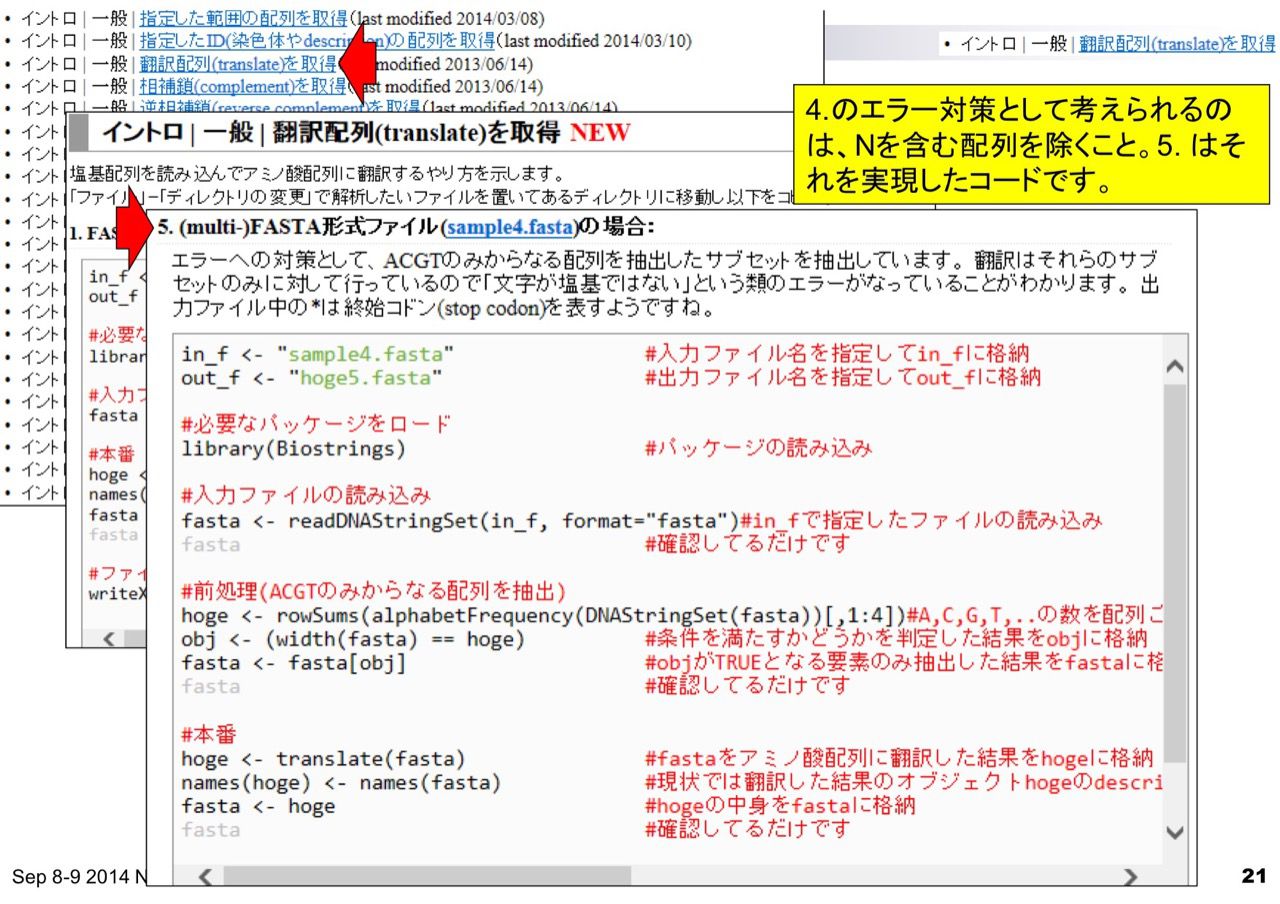 • イントロ | 一般 | 指定した範囲の配列を取得(last modified 2014/03/08)
• イントロ | 一般 | 指定したID(染色体やdescription)の配列を取得(last modified 2014/03/10)
• イントロ | 一般 | 翻訳配列(translate)を取得 modified 2013/06/14)
• イントロ | 一般 | 相補鎖(complement)を取得(last modified 2013/06/14)
• イントロ | 一般 | 逆相補鎖(reverse complement)を取得(last modified 2013/06/14)
• イントロ | 一般 | 翻訳配列(translate)を取得
4.のエラー対策として考えられるの
は、Nを含む配列を除くこと。5. はそ
れを実現したコードです。
イントロ | 一般 | 翻訳配列(translate)を取得 NEW
塩基配列を読み込んでアミノ酸配列に翻訳するやり方を示します。
「ファイル」-「ディレクトリの変更」で解析したいファイルを置いてあるディレクトリに移動し以下をコ
1. FAS
in_f <
out_f
#必要な
librar
#入力フ
fasta
#本番
hoge <
names(
fasta
fasta
#ファイ
writeX
5. (multi-)FASTA形式ファイル(sample4.fasta)の場合:
エラーへの対策として、ACGTのみからなる配列を抽出したサブセットを抽出しています。翻訳はそれらのサブ
セットのみに対して行っているので「文字が塩基ではない」という類のエラーがなっていることがわかります。出
力ファイル中の*は終始コドン(stop codon)を表すようですね。
in_f <- "sample4.fasta" #入力ファイル名を指定してin_fに格納
out_f <- "hoge5.fasta" #出力ファイル名を指定してout_fに格納
#必要なパッケージをロード
library(Biostrings) #パッケージの読み込み
#入力ファイルの読み込み
fasta <- readDNAStringSet(in_f, format="fasta")#in_fで指定したファイルの読み込み
fasta #確認してるだけです
#前処理(ACGTのみからなる配列を抽出)
hoge <- rowSums(alphabetFrequency(DNAStringSet(fasta))[,1:4])#A,C,G,T,..の数を配列ご
obj <- (width(fasta) == hoge) #条件を満たすかどうかを判定した結果をobjに格納
fasta <- fasta[obj] #objがTRUEとなる要素のみ抽出した結果をfastaに格
fasta #確認してるだけです
#本番
hoge <- translate(fasta) #fastaをアミノ酸配列に翻訳した結果をhogeに格納
names(hoge) <- names(fasta) #現状では翻訳した結果のオブジェクトhogeのdescri
fasta <- hoge #hogeの中身をfastaに格納
fasta #確認してるだけです
Sep 8-9 2014 N
21